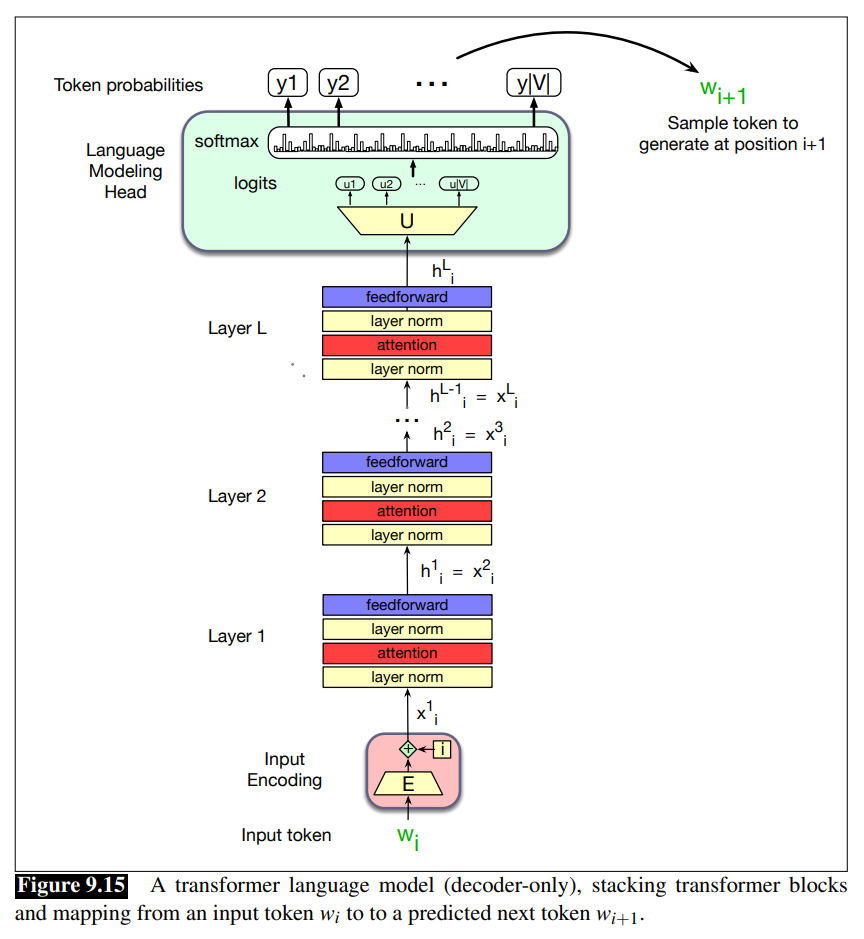 Token probabilities y1 y2 ... y|V|
w_{i+1}
Sample token to
generate at position i+1
Language
Modeling
Head
softmax
logits u1 u2 ... u|V|
U
h^L_i
feedforward
Layer L
layer norm
attention
layer norm
h^{L-1}_i = x^L_i
...
h^2_i = x^3_i
feedforward
Layer 2
layer norm
attention
layer norm
h^1_i = x^2_i
feedforward
Layer 1
layer norm
attention
layer norm
x^1_i
Input
Encoding
+ i
E
Input token w_i
Figure 9.15 A transformer language model (decoder-only), stacking transformer blocks
and mapping from an input token w_i to to a predicted next token w_{i+1}.